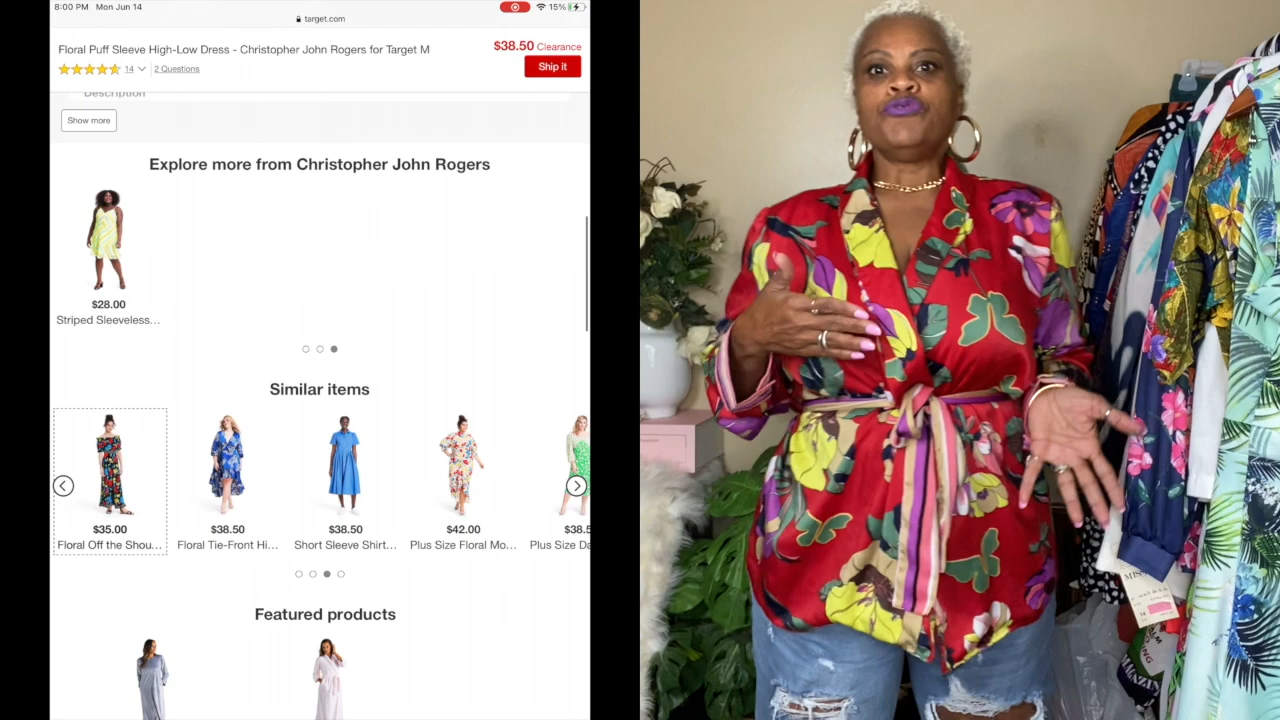 8:00 PM Mon Jun 14
15%
target.com
Floral Puff Sleeve High-Low Dress - Christopher John Rogers for Target M
$38.50 Clearance
14
2 Questions
Ship it
Description
Show more
Explore more from Christopher John Rogers
$28.00
Striped Sleeveless...
Similar items
$35.00 $38.50 $38.50 $42.00 $38.5
Floral Off the Shou... Floral Tie-Front Hi... Short Sleeve Shirt... Plus Size Floral Mo... Plus Size Da
Featured products